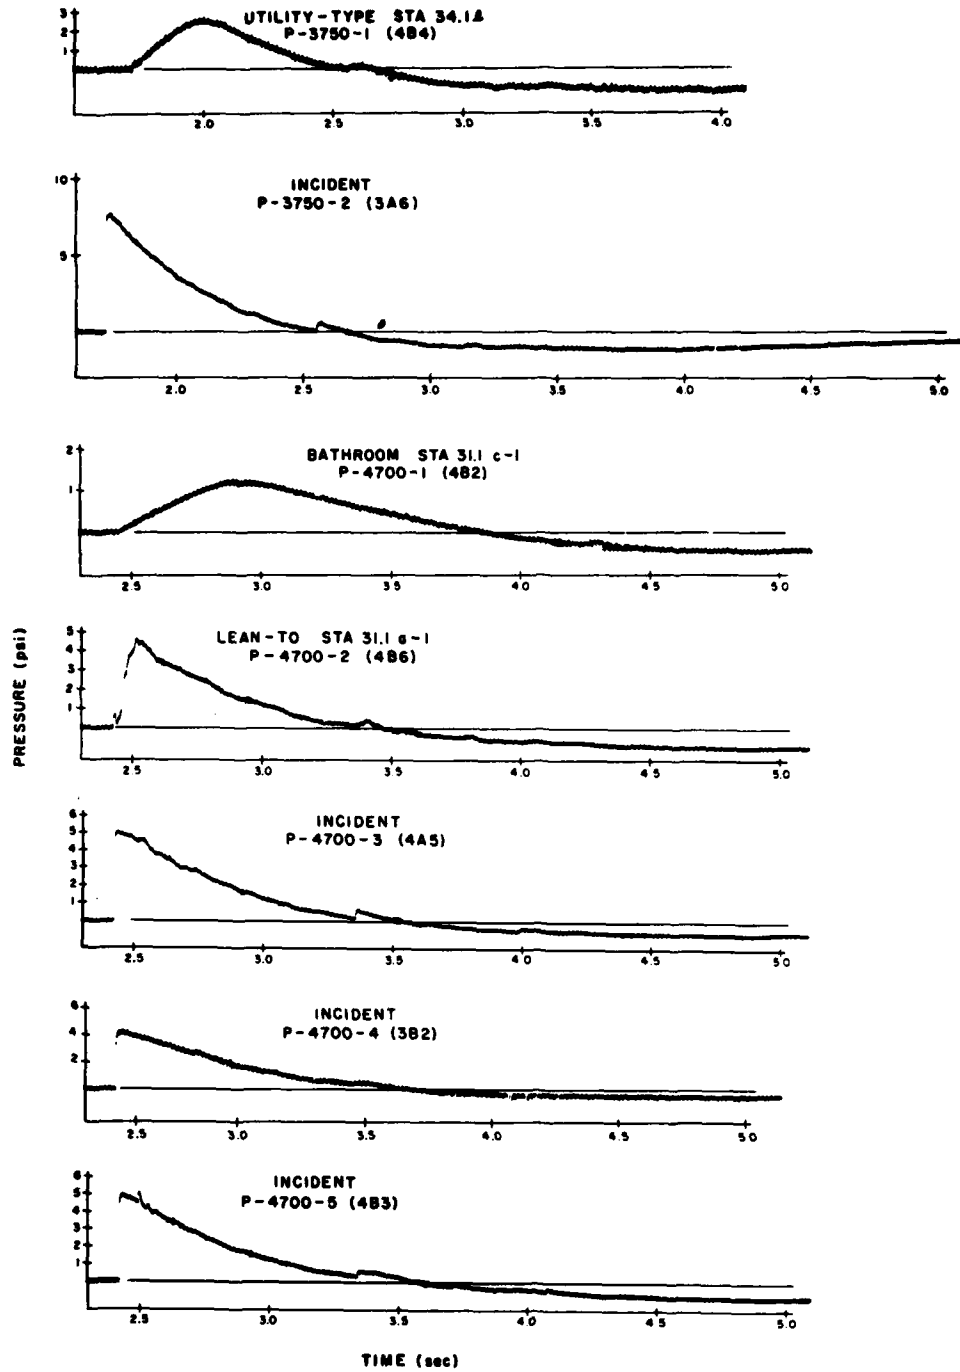 UTILITY-TYPE STA 34.1
P-3750-1 (4B4)
3
2
1
2.0 2.5 3.0 3.5 4.0
INCIDENT
P-3750-2 (3A6)
10
5
2.0 2.5 3.0 3.5 4.0 4.5 5.0
BATHROOM STA 31.1 c-1
P-4700-1 (4B2)
2
1
2.5 3.0 3.5 4.0 4.5 5.0
LEAN-TO STA 31.1 a-1
P-4700-2 (4B6)
5
4
3
2
1
2.5 3.0 3.5 4.0 4.5 5.0
PRESSURE (psi)
INCIDENT
P-4700-3 (4A5)
6
5
4
3
2
1
2.5 3.0 3.5 4.0 4.5 5.0
INCIDENT
P-4700-4 (3B2)
6
4
2
2.5 3.0 3.5 4.0 4.5 5.0
INCIDENT
P-4700-5 (4B3)
6
5
4
3
2
1
2.5 3.0 3.5 4.0 4.5 5.0
TIME (sec)